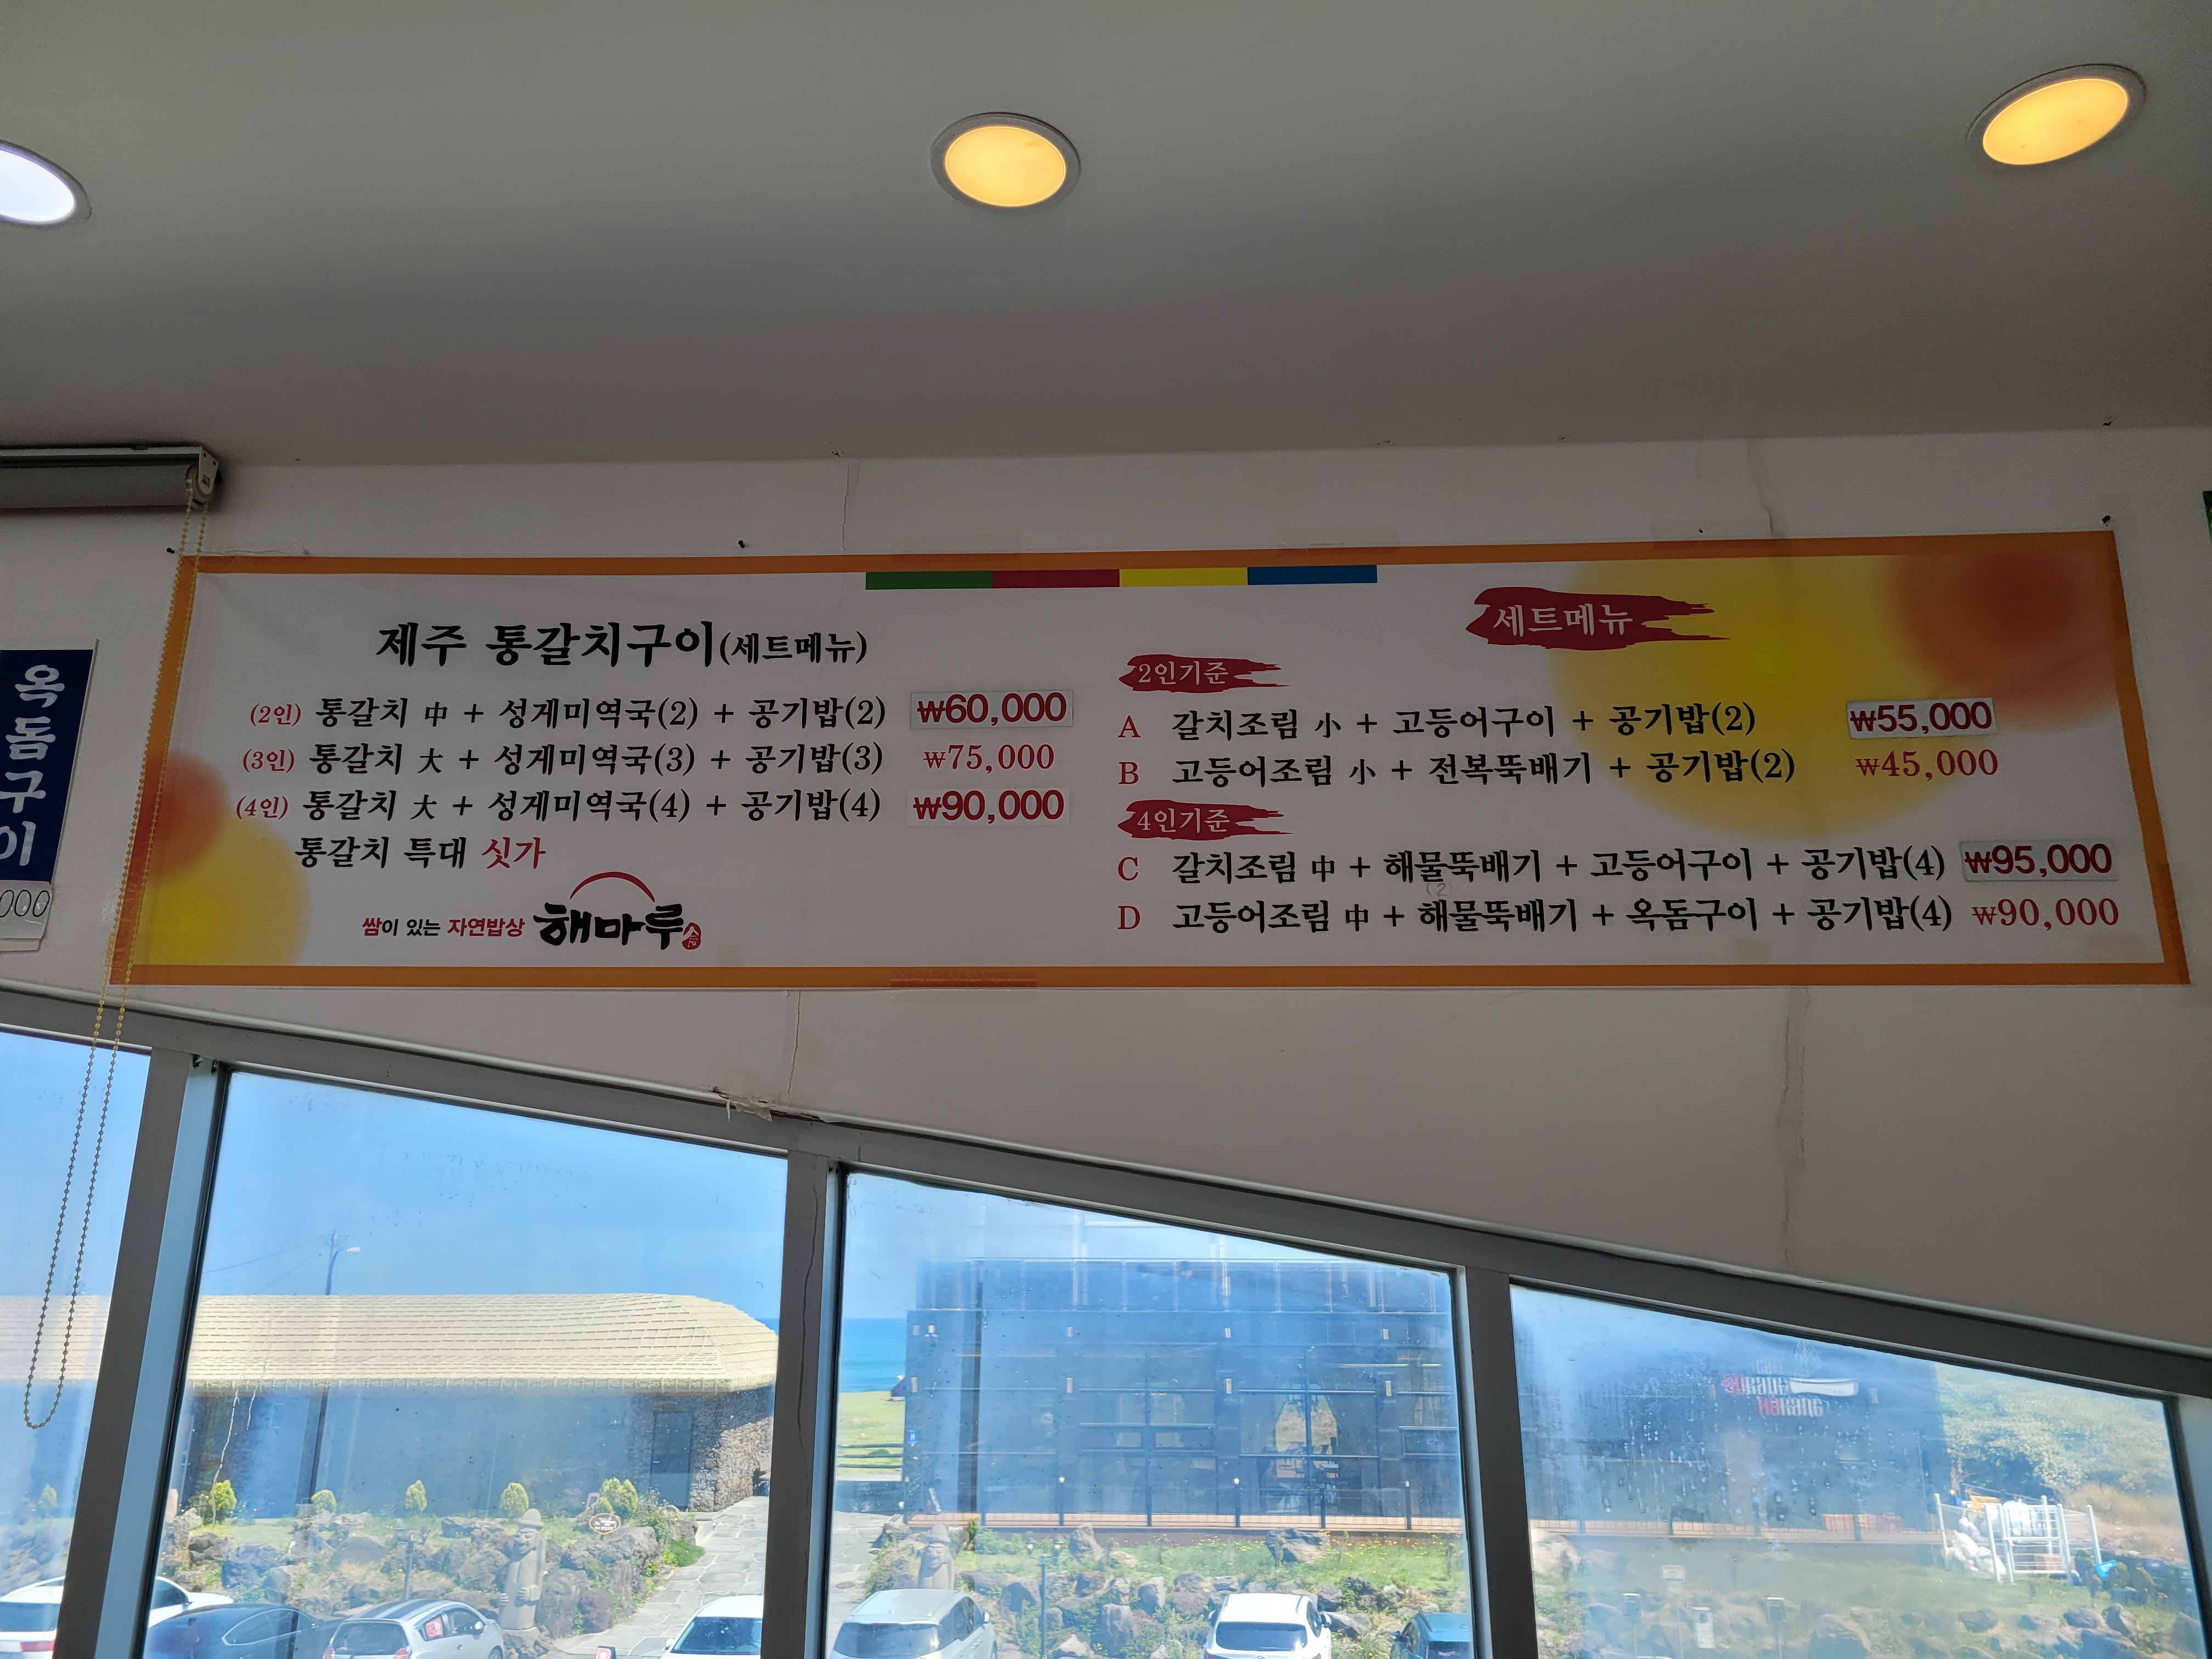 제주 통갈치구이(세트메뉴)
(2인) 통갈치 中 + 성게미역국(2) + 공기밥(2) ₩60,000
(3인) 통갈치 大 + 성게미역국(3) + 공기밥(3) ₩75,000
(4인) 통갈치 大 + 성게미역국(4) + 공기밥(4) ₩90,000
통갈치 특대 싯가
쌈이 있는 자연밥상 해마루
세트메뉴
2인기준
A 갈치조림 小 + 고등어구이 + 공기밥(2) ₩55,000
B 고등어조림 小 + 전복뚝배기 + 공기밥(2) ₩45,000
4인기준
C 갈치조림 中 + 해물뚝배기 + 고등어구이 + 공기밥(4) ₩95,000
(2)
D 고등어조림 中 + 해물뚝배기 + 옥돔구이 + 공기밥(4) ₩90,000
옥돔구이
000